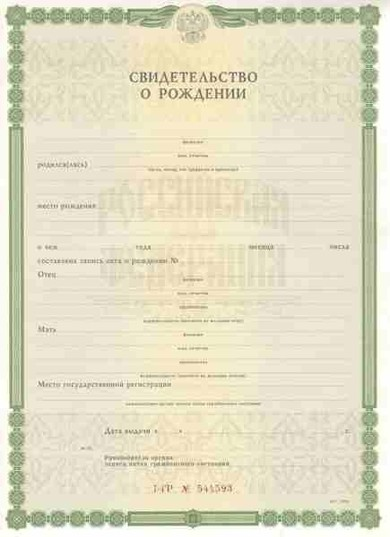 СВИДЕТЕЛЬСТВО
О РОЖДЕНИИ
фамилия
имя, отчество
родился(лась)
число, месяц, год (цифрами и прописью)
место рождения
РОССИЙСКАЯ
ФЕДЕРАЦИЯ
о чем года месяца числа
составлена запись акта о рождении №
Отец
фамилия
имя, отчество
гражданство
национальность (вносится по желанию отца)
Мать
фамилия
имя, отчество
гражданство
национальность (вносится по желанию матери)
Место государственной регистрации
наименование органа записи актов гражданского состояния
Дата выдачи « » г.
М.П.
Руководитель органа
записи актов гражданского состояния
№ 544593